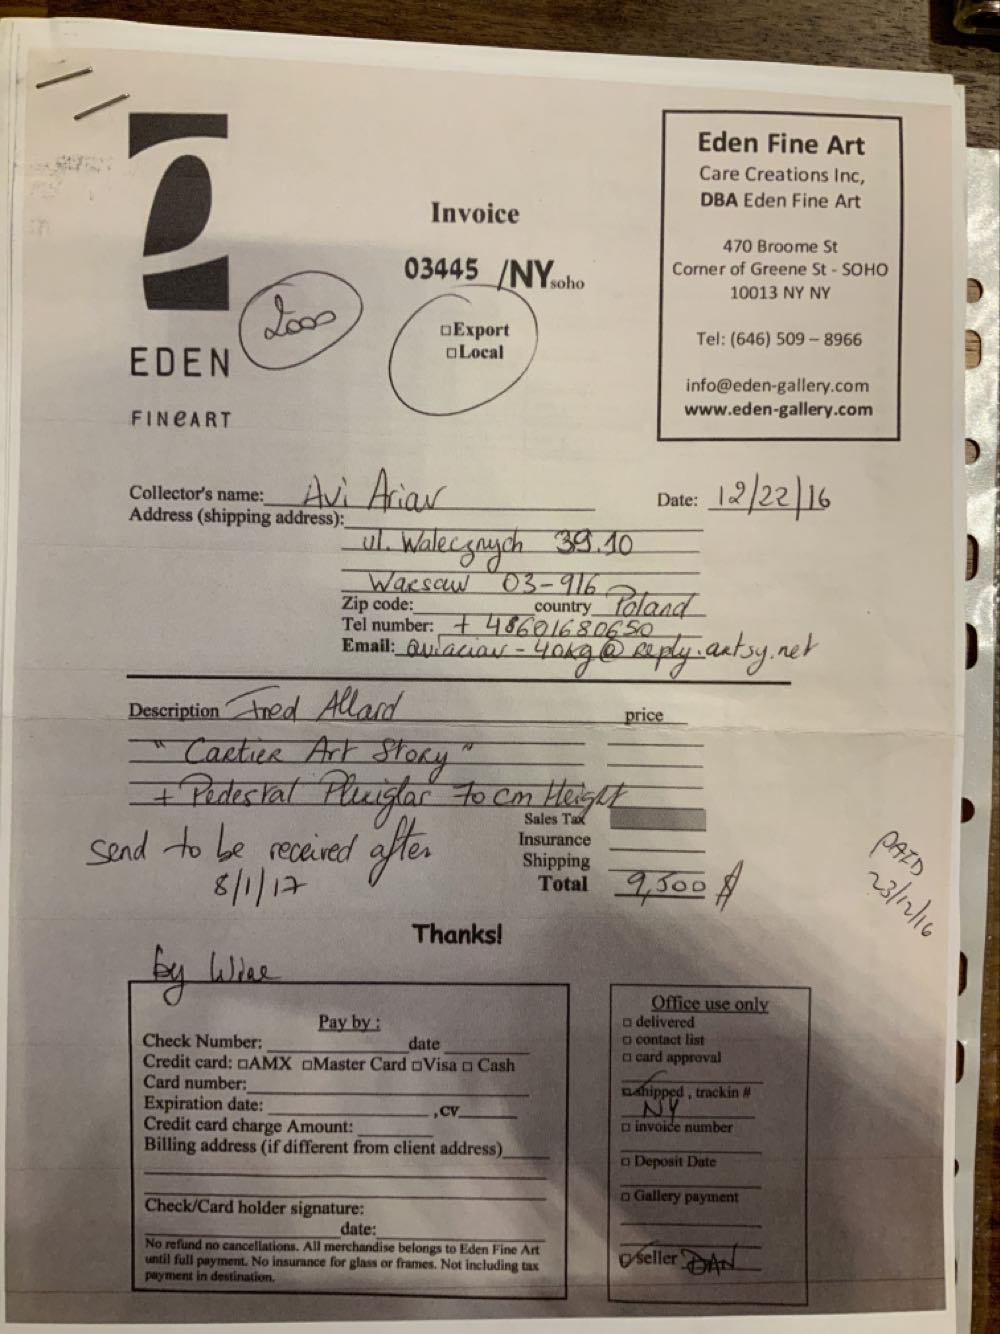 EDEN
FINeART
2000
Invoice
03445 /NY soho
□Export
□Local
Eden Fine Art
Care Creations Inc,
DBA Eden Fine Art
470 Broome St
Corner of Greene St - SOHO
10013 NY NY
Tel: (646) 509 – 8966
info@eden-gallery.com
www.eden-gallery.com
Collector's name: Avi Ariav
Date: 12/22/16
Address (shipping address):
ul. Walecznych 39.10
Warsaw 03-916
Zip code: country Poland
Tel number: + 48601680650
Email: aviaciav-40kg@reply.artsy.net
Description Fred Allard price
" Cartier Art Story "
+ Pedestal Plexiglar 70 cm Height
Sales Tax
Insurance
Shipping
Total 9,500 $
send to be received after
8/1/17
PAID
23/12/16
Thanks!
by Wire
Pay by :
Check Number: date
Credit card: □AMX □Master Card □Visa □ Cash
Card number:
Expiration date: ,cv
Credit card charge Amount:
Billing address (if different from client address)
Check/Card holder signature:
date:
No refund no cancellations. All merchandise belongs to Eden Fine Art
until full payment. No insurance for glass or frames. Not including tax
payment in destination.
Office use only
□ delivered
□ contact list
□ card approval
□ shipped , trackin #
NY
□ invoice number
□ Deposit Date
□ Gallery payment
□ seller DAN